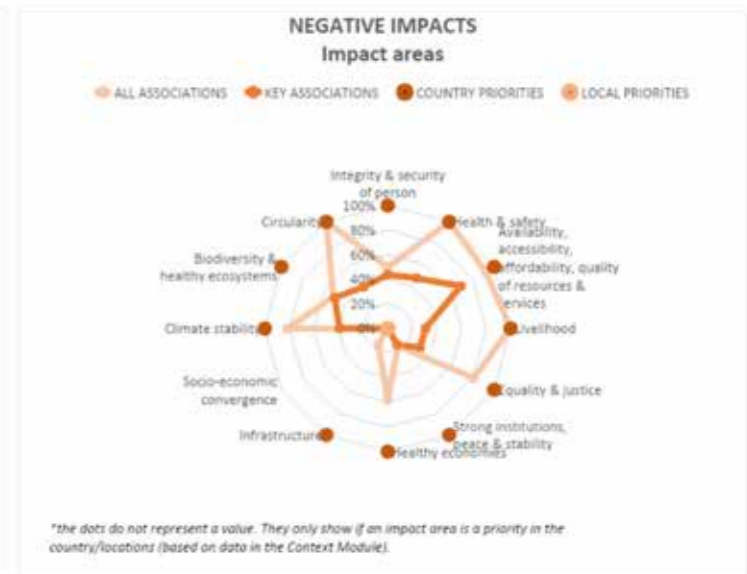 NEGATIVE IMPACTS
Impact areas
ALL ASSOCIATIONS KEY ASSOCIATIONS COUNTRY PRIORITIES LOCAL PRIORITIES
Integrity & security
of person
100%
80%
60%
40%
20%
0%
Health & safety
Availability,
accessibility,
affordability, quality
of resources &
services
Livelihood
Equality & justice
Strong institutions,
peace & stability
Healthy economies
Infrastructure
Socio-economic
convergence
Climate stability
Biodiversity &
healthy ecosystems
Circularity
*the dots do not represent a value. They only show if an impact area is a priority in the
country/locations (based on data in the Context Module).